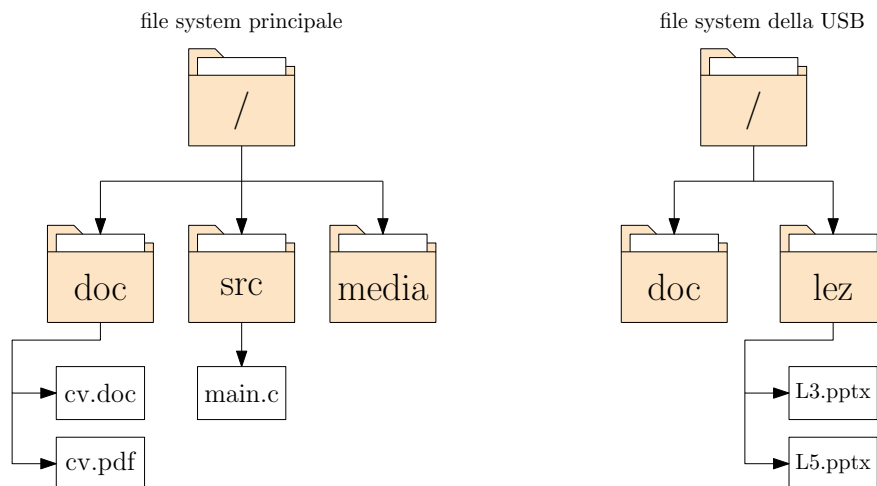 file system principale
file system della USB
/
/
doc
src
media
doc
lez
cv.doc
main.c
L3.pptx
cv.pdf
L5.pptx